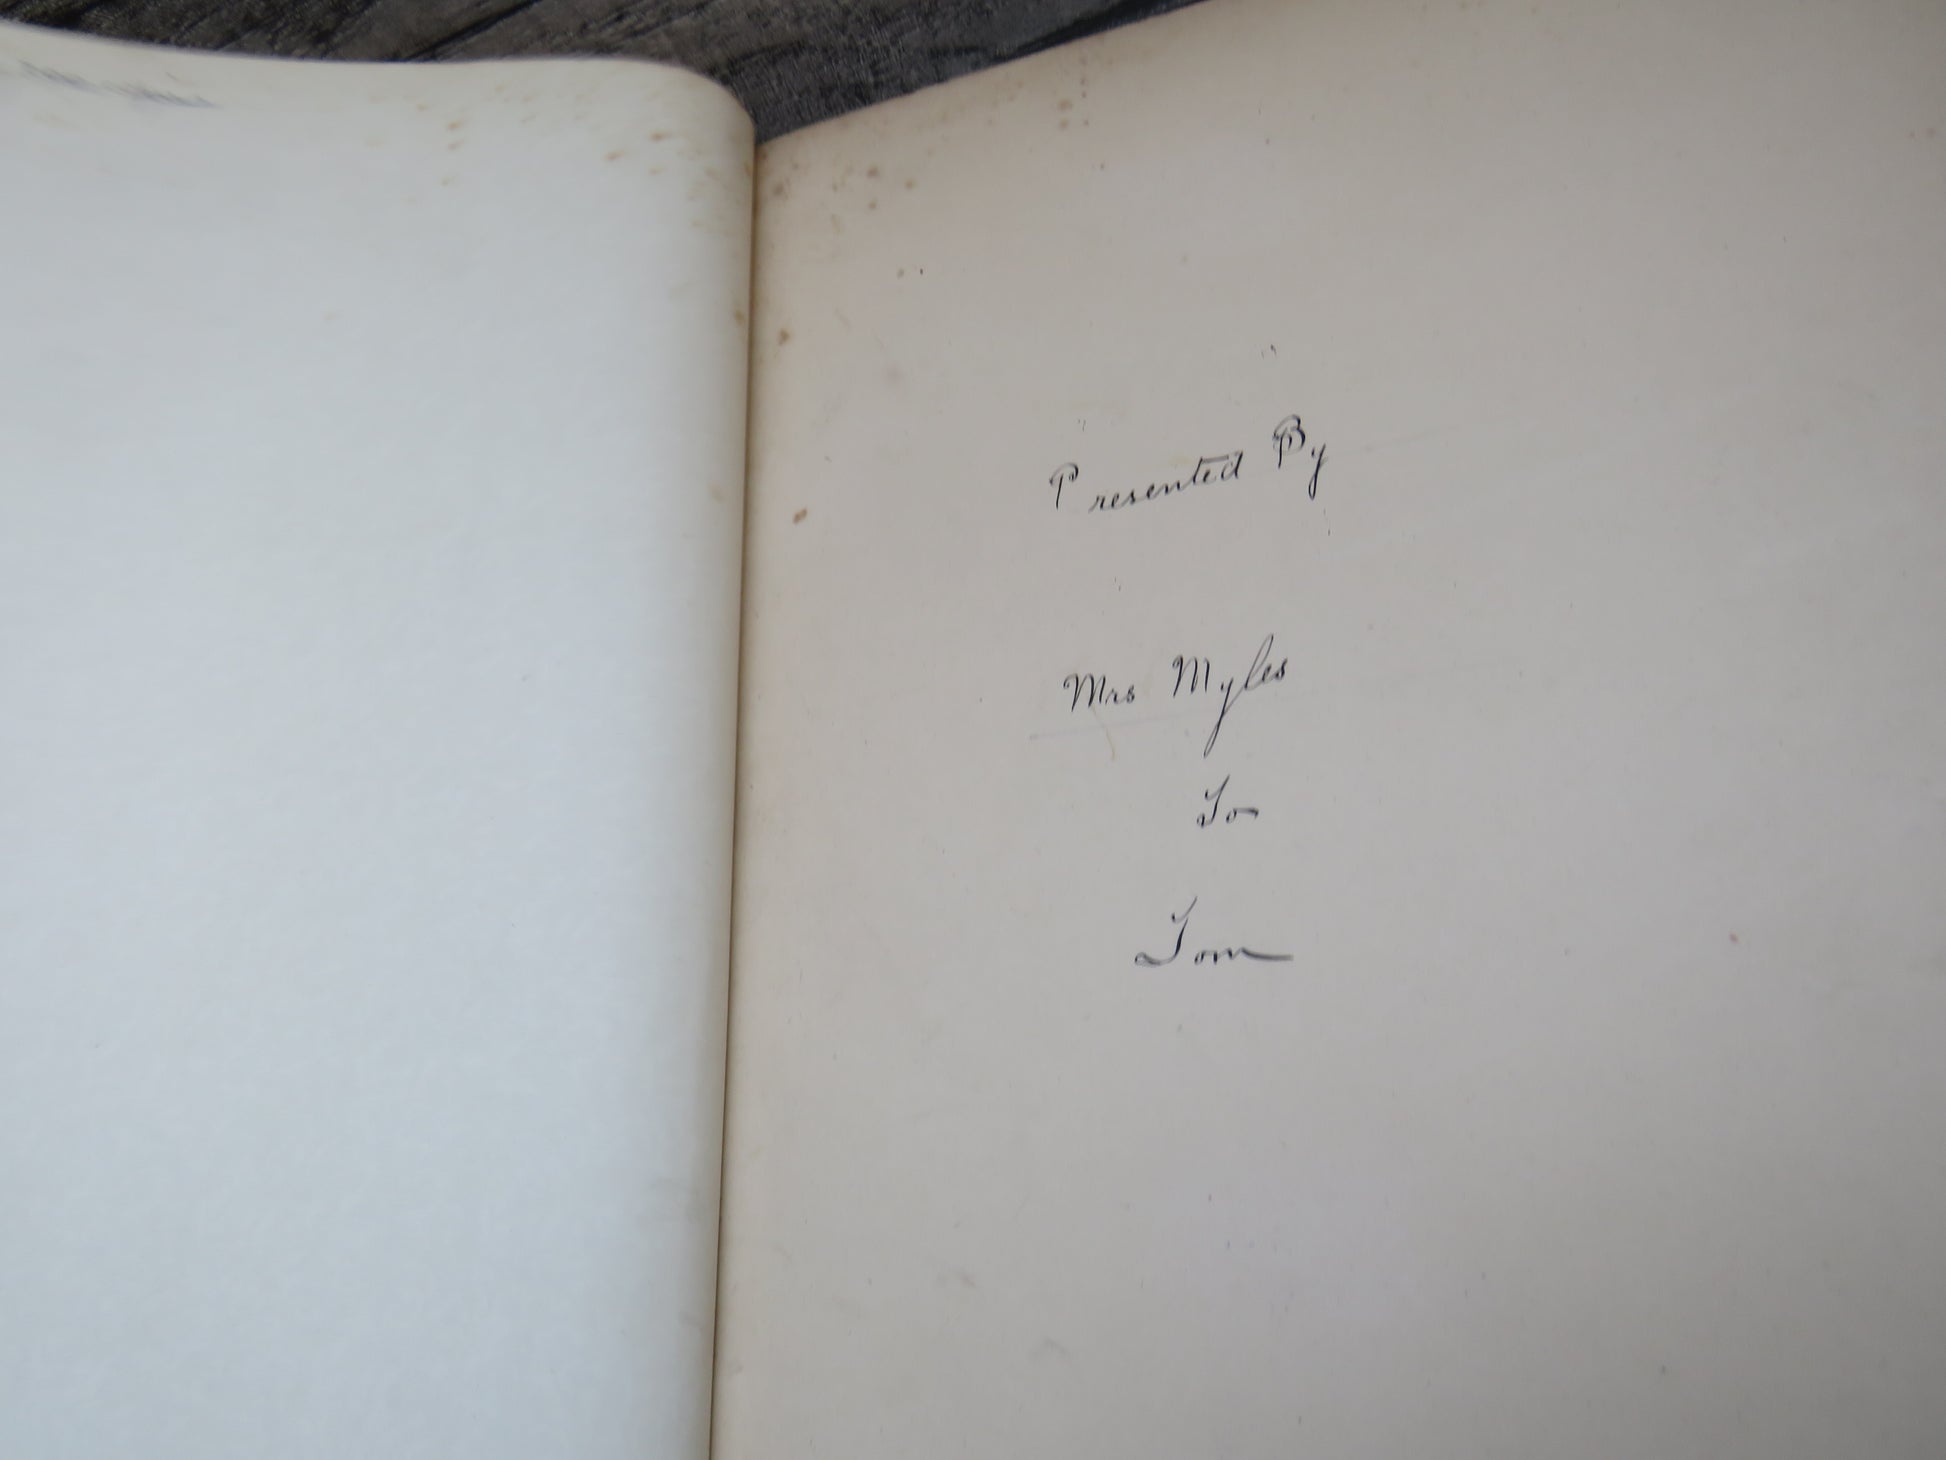 Presented By
Mrs Myles
To
Tom